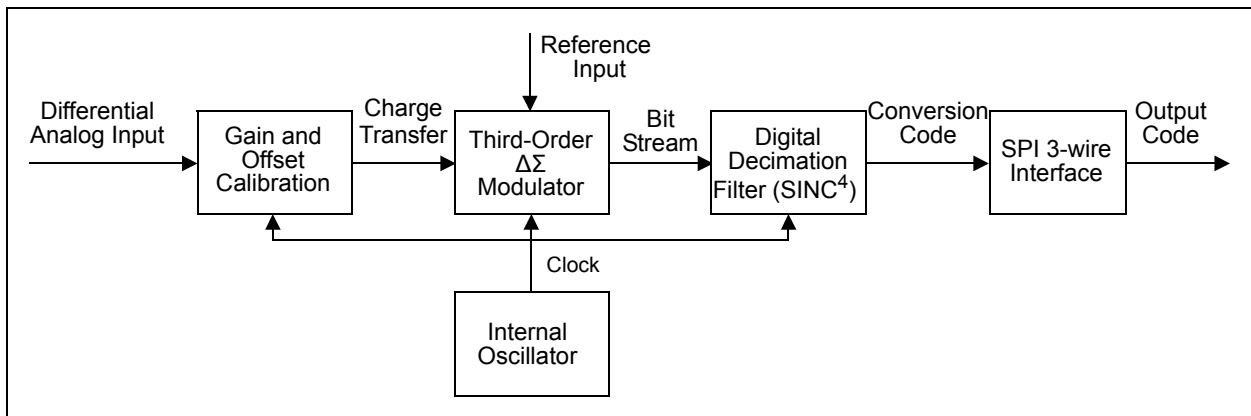 Reference
Input
Differential
Analog Input
Charge
Transfer
Bit
Stream
Conversion
Code
Output
Code
Gain and
Offset
Calibration
Third-Order
ΔΣ
Modulator
Digital
Decimation
Filter (SINC⁴)
SPI 3-wire
Interface
Clock
Internal
Oscillator